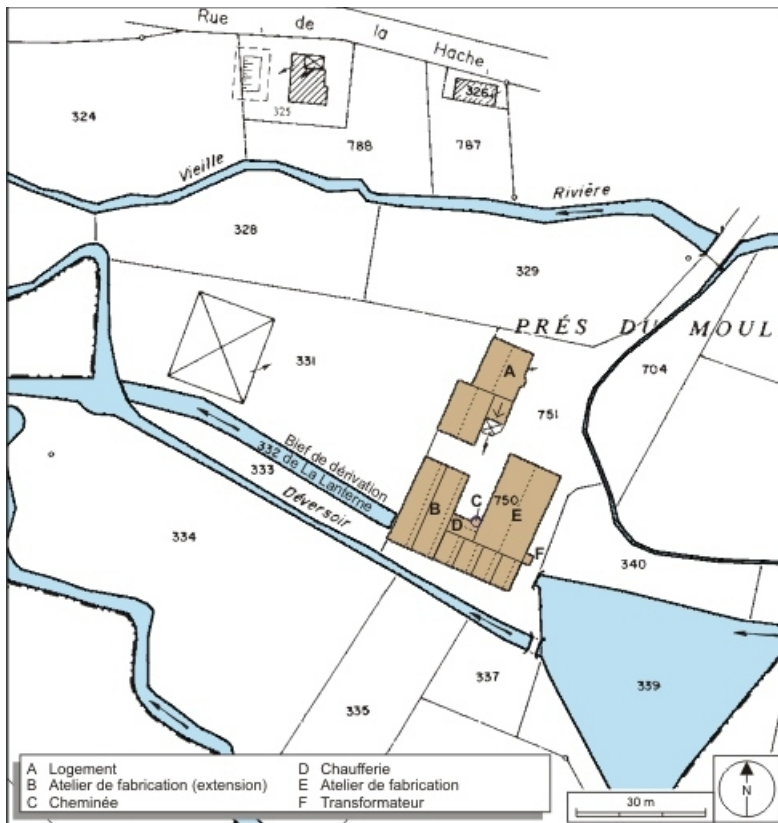 Rue de la Hache
324
325
326
788
787
Vieille Rivière
328
329
PRÉS DU MOUL
331
704
A
751
Bief de dérivation
332 de La Lanterne
333
Déversoir
334
B
C
750
D
E
F
340
337
339
335
A Logement
B Atelier de fabrication (extension)
C Cheminée
D Chaufferie
E Atelier de fabrication
F Transformateur
30 m
N